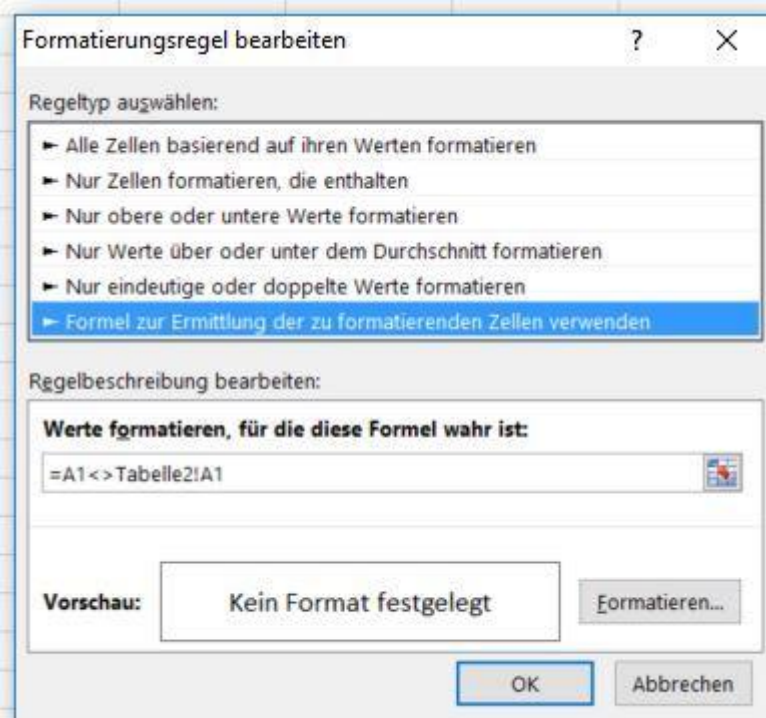 Formatierungsregel bearbeiten ? ×
Regeltyp auswählen:
► Alle Zellen basierend auf ihren Werten formatieren
► Nur Zellen formatieren, die enthalten
► Nur obere oder untere Werte formatieren
► Nur Werte über oder unter dem Durchschnitt formatieren
► Nur eindeutige oder doppelte Werte formatieren
► Formel zur Ermittlung der zu formatierenden Zellen verwenden
Regelbeschreibung bearbeiten:
Werte formatieren, für die diese Formel wahr ist:
=A1<>Tabelle2!A1
Vorschau: Kein Format festgelegt Formatieren...
OK Abbrechen